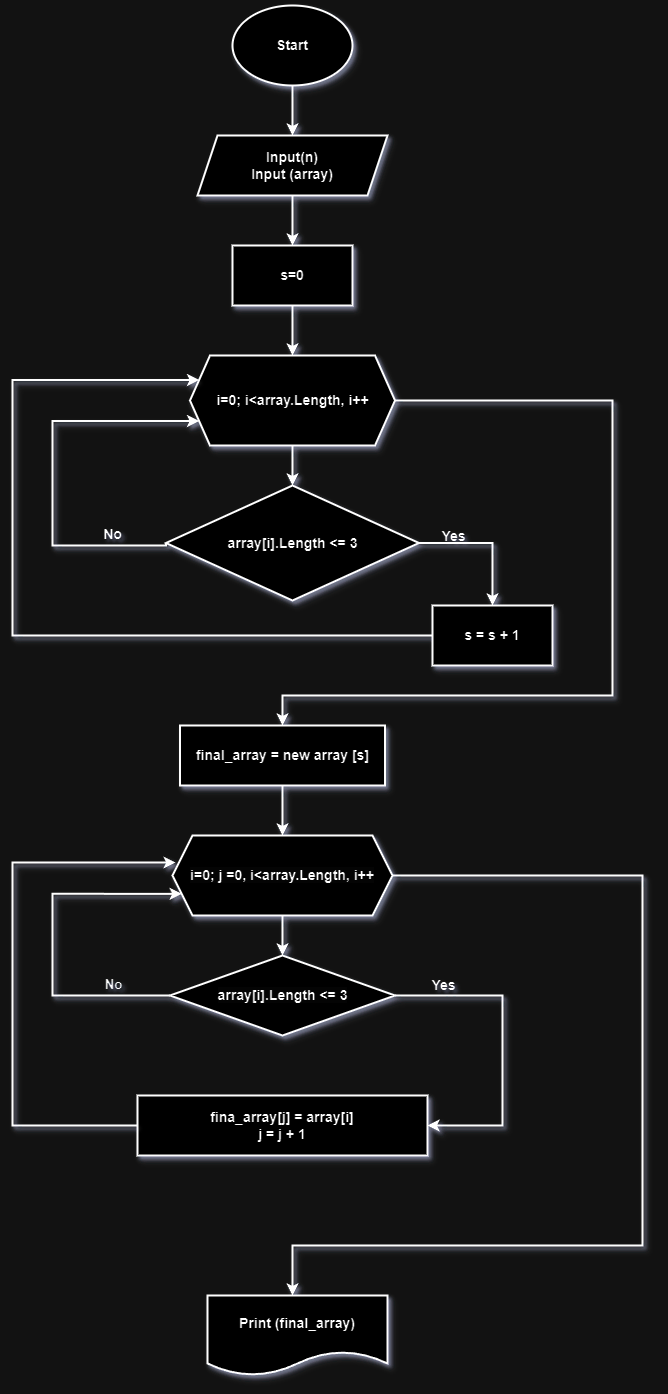 Start
Input(n)
Input (array)
s=0
i=0; i<array.Length, i++
array[i].Length <= 3
No
Yes
s = s + 1
final_array = new array [s]
i=0; j =0, i<array.Length, i++
array[i].Length <= 3
No
Yes
fina_array[j] = array[i]
j = j + 1
Print (final_array)